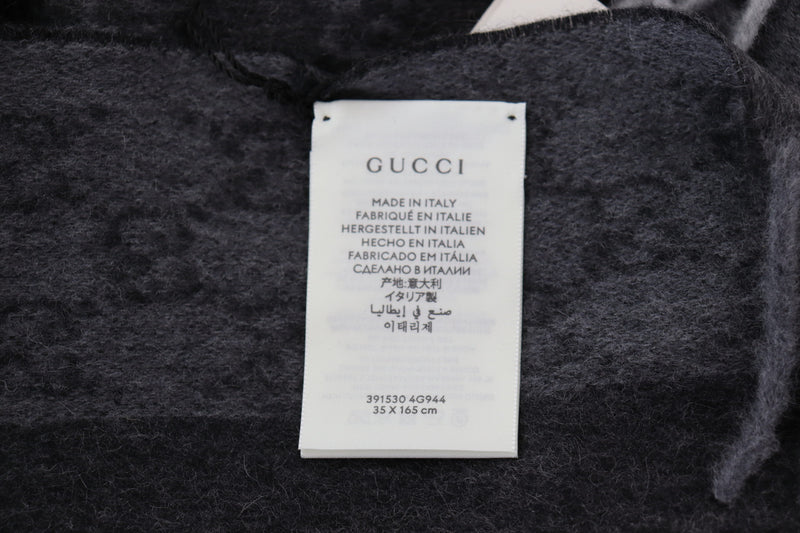 GUCCI
MADE IN ITALY
FABRIQUÉ EN ITALIE
HERGESTELLT IN ITALIEN
HECHO EN ITALIA
FABRICADO EM ITÁLIA
СДЕЛАНО В ИТАЛИИ
产地:意大利
イタリア製
صنع في إيطاليا
이태리제
391530 4G944
35 X 165 cm